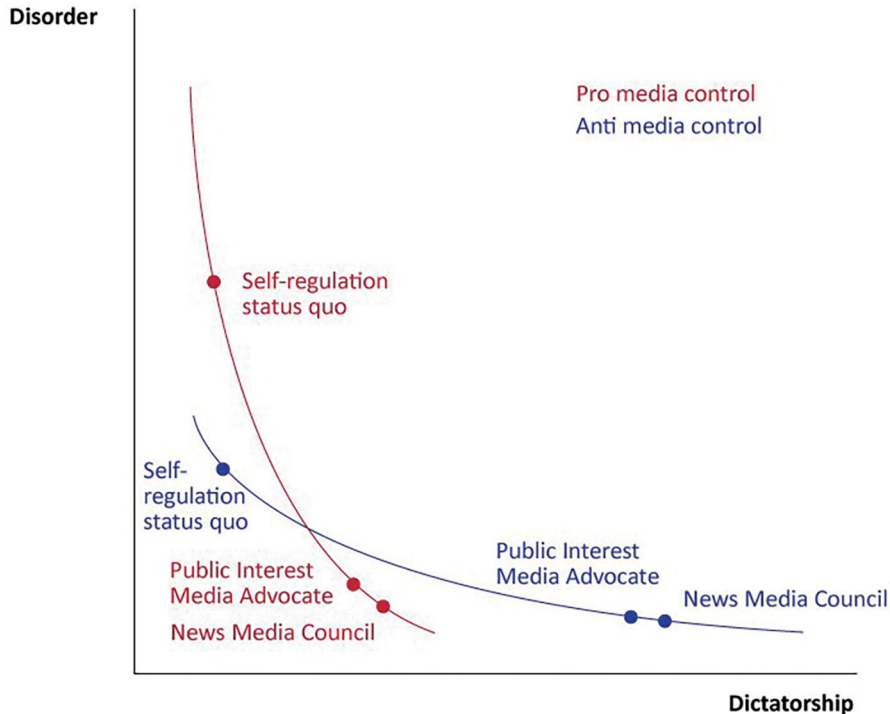 Disorder
Pro media control
Anti media control
Self-regulation
status quo
Self-
regulation
status quo
Public Interest
Media Advocate
News Media Council
Public Interest
Media Advocate
News Media Council
Dictatorship